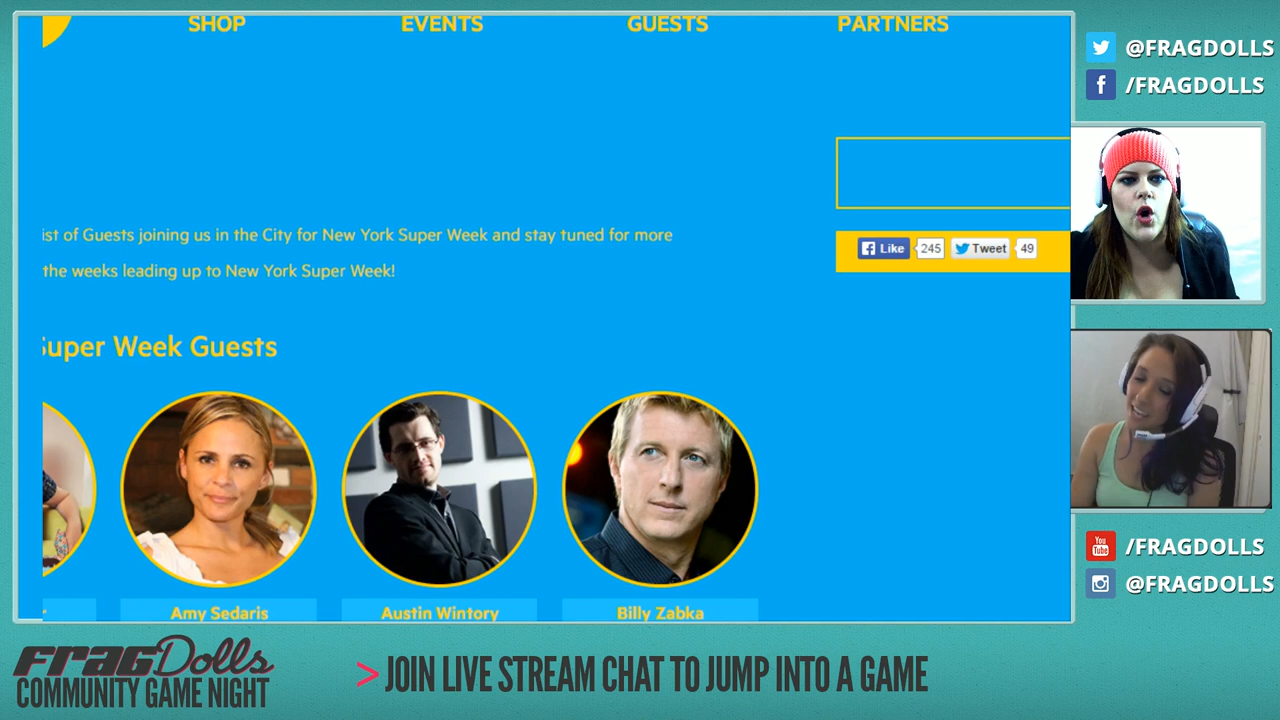 SHOP EVENTS GUESTS PARTNERS
@FRAGDOLLS
f /FRAGDOLLS
ist of Guests joining us in the City for New York Super Week and stay tuned for more
the weeks leading up to New York Super Week!
Like 245 Tweet 49
Super Week Guests
Amy Sedaris Austin Wintory Billy Zabka
You Tube /FRAGDOLLS
@FRAGDOLLS
FRAGDolls
COMMUNITY GAME NIGHT
> JOIN LIVE STREAM CHAT TO JUMP INTO A GAME